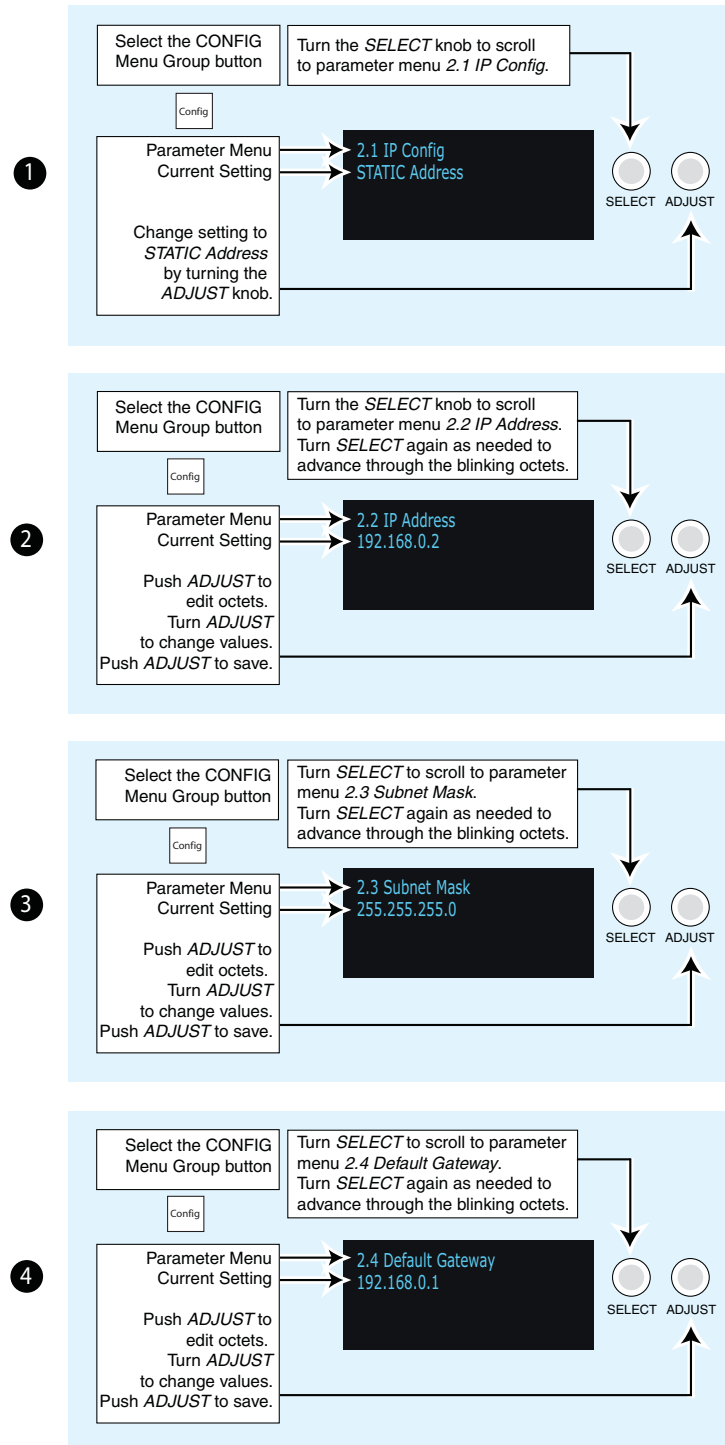 Select the CONFIG
Menu Group button
Turn the SELECT knob to scroll
to parameter menu 2.1 IP Config.
Config
1
Parameter Menu
Current Setting
2.1 IP Config
STATIC Address
SELECT ADJUST
Change setting to
STATIC Address
by turning the
ADJUST knob.
Select the CONFIG
Menu Group button
Turn the SELECT knob to scroll
to parameter menu 2.2 IP Address.
Turn SELECT again as needed to
advance through the blinking octets.
Config
2
Parameter Menu
Current Setting
2.2 IP Address
192.168.0.2
SELECT ADJUST
Push ADJUST to
edit octets.
Turn ADJUST
to change values.
Push ADJUST to save.
Select the CONFIG
Menu Group button
Turn SELECT to scroll to parameter
menu 2.3 Subnet Mask.
Turn SELECT again as needed to
advance through the blinking octets.
Config
3
Parameter Menu
Current Setting
2.3 Subnet Mask
255.255.255.0
SELECT ADJUST
Push ADJUST to
edit octets.
Turn ADJUST
to change values.
Push ADJUST to save.
Select the CONFIG
Menu Group button
Turn SELECT to scroll to parameter
menu 2.4 Default Gateway.
Turn SELECT again as needed to
advance through the blinking octets.
Config
4
Parameter Menu
Current Setting
2.4 Default Gateway
192.168.0.1
SELECT ADJUST
Push ADJUST to
edit octets.
Turn ADJUST
to change values.
Push ADJUST to save.